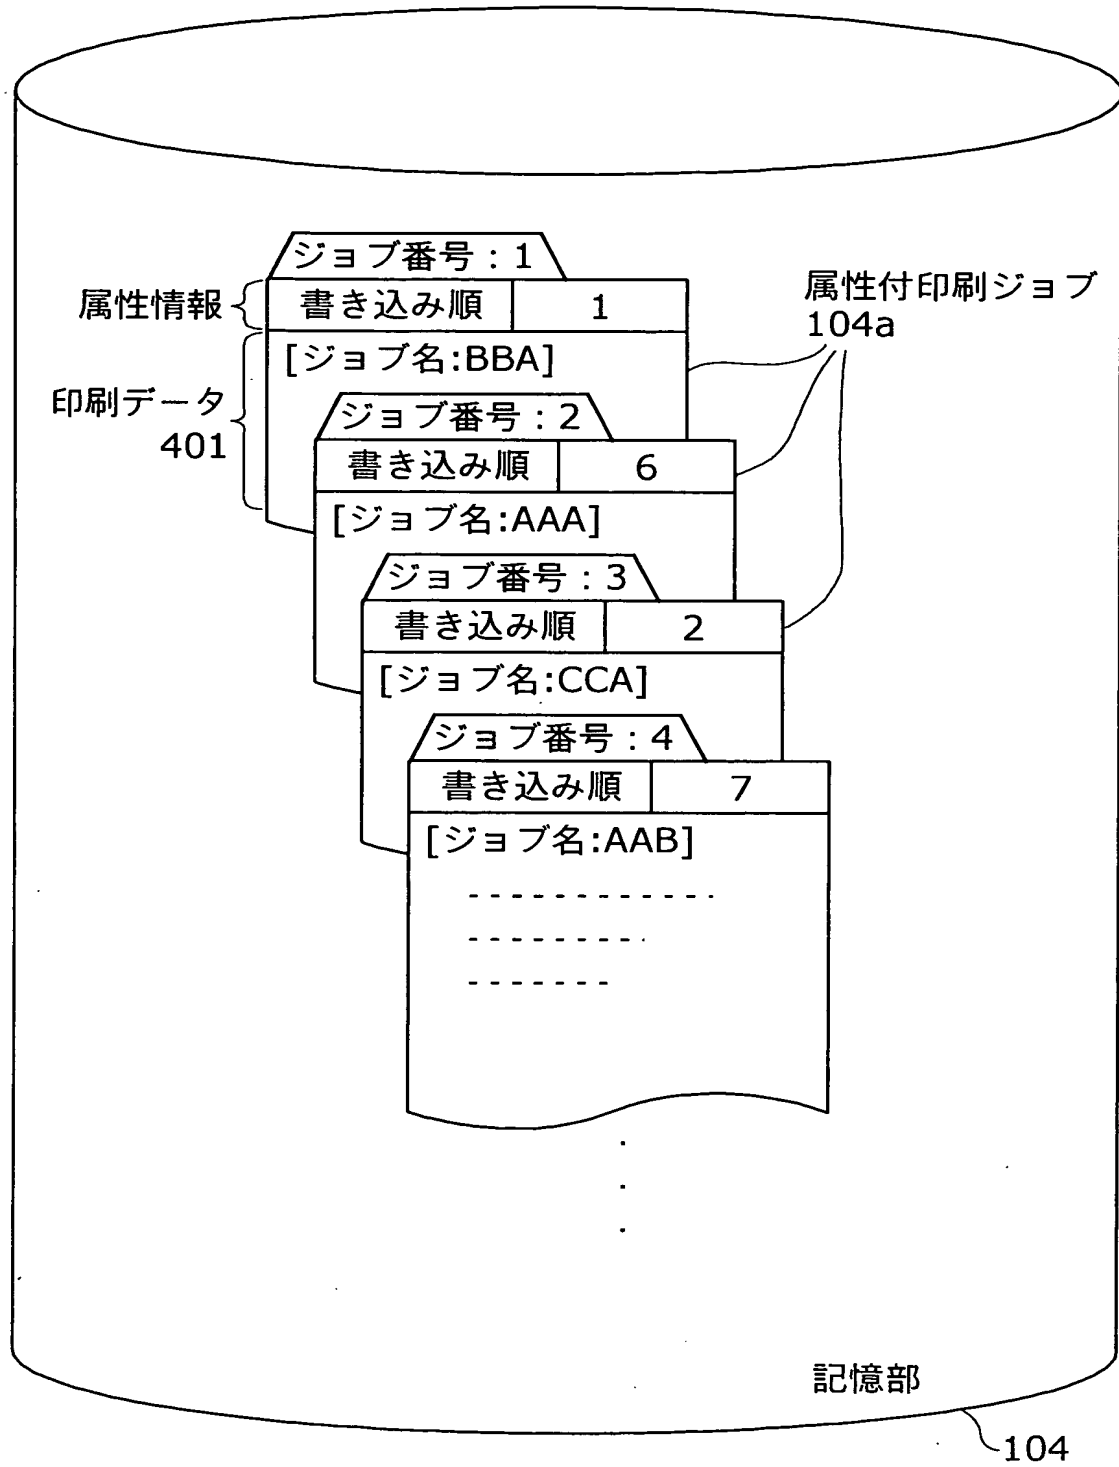 ジョブ番号：1
属性情報
書き込み順 1
属性付印刷ジョブ
104a
[ジョブ名:BBA]
印刷データ
401
ジョブ番号：2
書き込み順 6
[ジョブ名:AAA]
ジョブ番号：3
書き込み順 2
[ジョブ名:CCA]
ジョブ番号：4
書き込み順 7
[ジョブ名:AAB]
記憶部
104